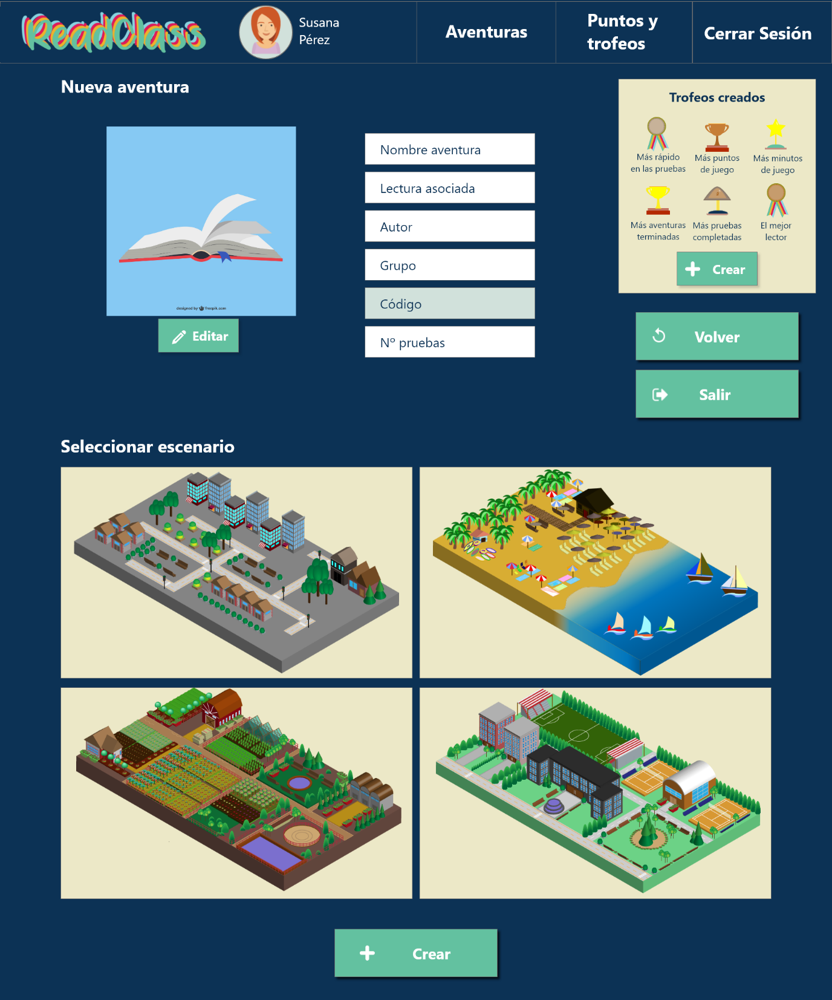 ReadClass
Susana
Pérez
Aventuras
Puntos y
trofeos
Cerrar Sesión
Nueva aventura
designed by freepik.com
Editar
Nombre aventura
Lectura asociada
Autor
Grupo
Código
Nº pruebas
Trofeos creados
Más rápido
en las pruebas
Más puntos
de juego
Más minutos
de juego
Más aventuras
terminadas
Más pruebas
completadas
El mejor
lector
Crear
Volver
Salir
Seleccionar escenario
Crear